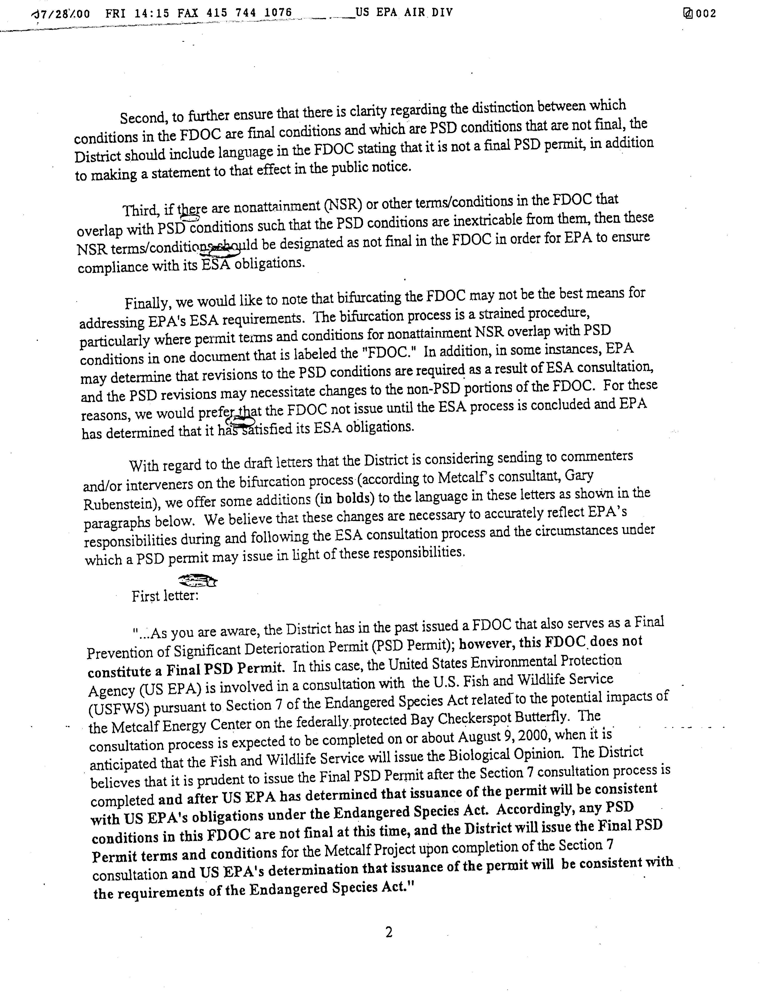 07/28/00 FRI 14:15 FAX 415 744 1076 US EPA AIR DIV 002
Second, to further ensure that there is clarity regarding the distinction between which
conditions in the FDOC are final conditions and which are PSD conditions that are not final, the
District should include language in the FDOC stating that it is not a final PSD permit, in addition
to making a statement to that effect in the public notice.
Third, if there are nonattainment (NSR) or other terms/conditions in the FDOC that
overlap with PSD conditions such that the PSD conditions are inextricable from them, then these
NSR terms/conditions should be designated as not final in the FDOC in order for EPA to ensure
compliance with its ESA obligations.
Finally, we would like to note that bifurcating the FDOC may not be the best means for
addressing EPA's ESA requirements. The bifurcation process is a strained procedure,
particularly where permit terms and conditions for nonattainment NSR overlap with PSD
conditions in one document that is labeled the "FDOC." In addition, in some instances, EPA
may determine that revisions to the PSD conditions are required as a result of ESA consultation,
and the PSD revisions may necessitate changes to the non-PSD portions of the FDOC. For these
reasons, we would prefer that the FDOC not issue until the ESA process is concluded and EPA
has determined that it has satisfied its ESA obligations.
With regard to the draft letters that the District is considering sending to commenters
and/or interveners on the bifurcation process (according to Metcalf's consultant, Gary
Rubenstein), we offer some additions (in bolds) to the language in these letters as shown in the
paragraphs below. We believe that these changes are necessary to accurately reflect EPA's
responsibilities during and following the ESA consultation process and the circumstances under
which a PSD permit may issue in light of these responsibilities.
First letter:
"...As you are aware, the District has in the past issued a FDOC that also serves as a Final
Prevention of Significant Deterioration Permit (PSD Permit); however, this FDOC does not
constitute a Final PSD Permit. In this case, the United States Environmental Protection
Agency (US EPA) is involved in a consultation with the U.S. Fish and Wildlife Service
(USFWS) pursuant to Section 7 of the Endangered Species Act related to the potential impacts of
the Metcalf Energy Center on the federally protected Bay Checkerspot Butterfly. The
consultation process is expected to be completed on or about August 9, 2000, when it is
anticipated that the Fish and Wildlife Service will issue the Biological Opinion. The District
believes that it is prudent to issue the Final PSD Permit after the Section 7 consultation process is
completed and after US EPA has determined that issuance of the permit will be consistent
with US EPA's obligations under the Endangered Species Act. Accordingly, any PSD
conditions in this FDOC are not final at this time, and the District will issue the Final PSD
Permit terms and conditions for the Metcalf Project upon completion of the Section 7
consultation and US EPA's determination that issuance of the permit will be consistent with
the requirements of the Endangered Species Act."
2